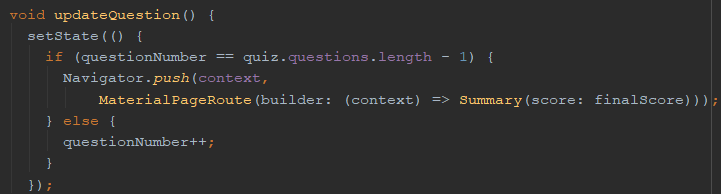 void updateQuestion() {
setState(() {
if (questionNumber == quiz.questions.length - 1) {
Navigator.push(context,
MaterialPageRoute(builder: (context) => Summary(score: finalScore)));
} else {
questionNumber++;
}
});